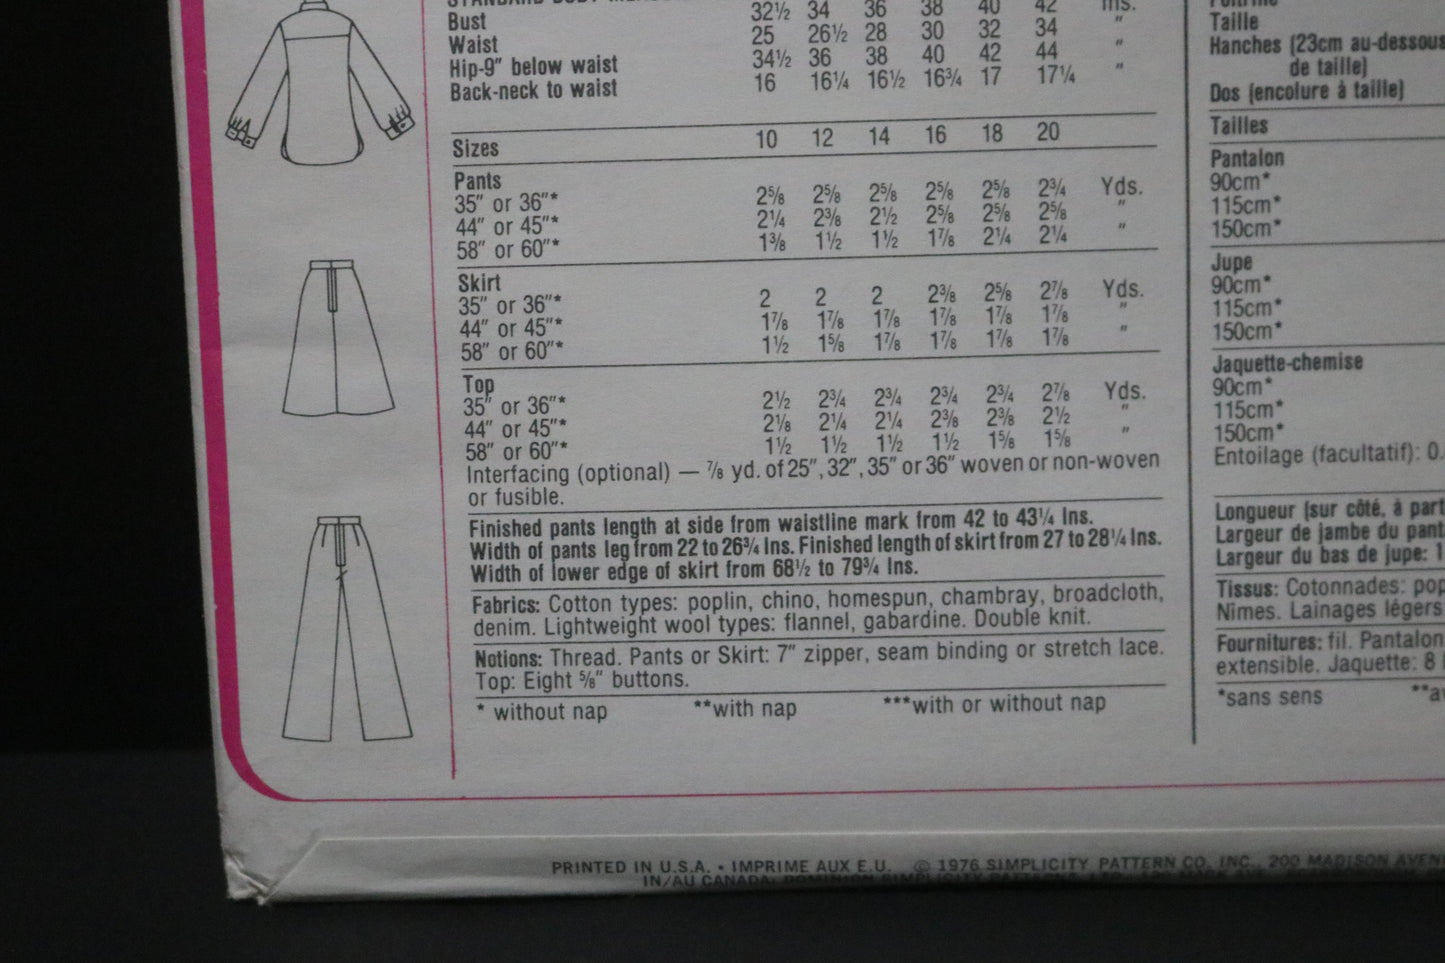 Bust 32½ 34 36 38 40 42 Ins.
Waist 25 26½ 28 30 32 34 "
Hip-9" below waist 34½ 36 38 40 42 44 "
Back-neck to waist 16 16¼ 16½ 16¾ 17 17¼ "
Sizes 10 12 14 16 18 20
Pants
35" or 36"* 2⅝ 2⅝ 2⅝ 2⅝ 2⅝ 2¾ Yds.
44" or 45"* 2¼ 2⅜ 2½ 2⅝ 2⅝ 2⅝ "
58" or 60"* 1⅜ 1½ 1½ 1⅞ 2¼ 2¼ "
Skirt
35" or 36"* 2 2 2 2⅜ 2⅝ 2⅞ Yds.
44" or 45"* 1⅞ 1⅞ 1⅞ 1⅞ 1⅞ 1⅞ "
58" or 60"* 1½ 1⅝ 1⅞ 1⅞ 1⅞ 1⅞ "
Top
35" or 36"* 2½ 2¾ 2¾ 2¾ 2¾ 2⅞ Yds.
44" or 45"* 2⅛ 2¼ 2¼ 2⅜ 2⅜ 2½ "
58" or 60"* 1½ 1½ 1½ 1½ 1⅝ 1⅝ "
Interfacing (optional) — ⅞ yd. of 25", 32", 35" or 36" woven or non-woven
or fusible.
Finished pants length at side from waistline mark from 42 to 43¼ Ins.
Width of pants leg from 22 to 26¾ Ins. Finished length of skirt from 27 to 28¼ Ins.
Width of lower edge of skirt from 68½ to 79¾ Ins.
Fabrics: Cotton types: poplin, chino, homespun, chambray, broadcloth,
denim. Lightweight wool types: flannel, gabardine. Double knit.
Notions: Thread. Pants or Skirt: 7" zipper, seam binding or stretch lace.
Top: Eight ⅝" buttons.
* without nap **with nap ***with or without nap
Taille
Hanches (23cm au-dessous
de taille)
Dos (encolure à taille)
Tailles
Pantalon
90cm*
115cm*
150cm*
Jupe
90cm*
115cm*
150cm*
Jaquette-chemise
90cm*
115cm*
150cm*
Entoilage (facultatif): 0.
Longueur (sur côté, à part
Largeur de jambe du pant
Largeur du bas de jupe: 1
Tissus: Cotonnades: pop
Nîmes. Lainages légers
Fournitures: fil. Pantalon
extensible. Jaquette: 8
*sans sens **a
PRINTED IN U.S.A. • IMPRIME AUX E.U. © 1976 SIMPLICITY PATTERN CO. INC., 200 MADISON AVEN
IN/AU CANADA: DOMINION SIMPLICITY PATTERNS